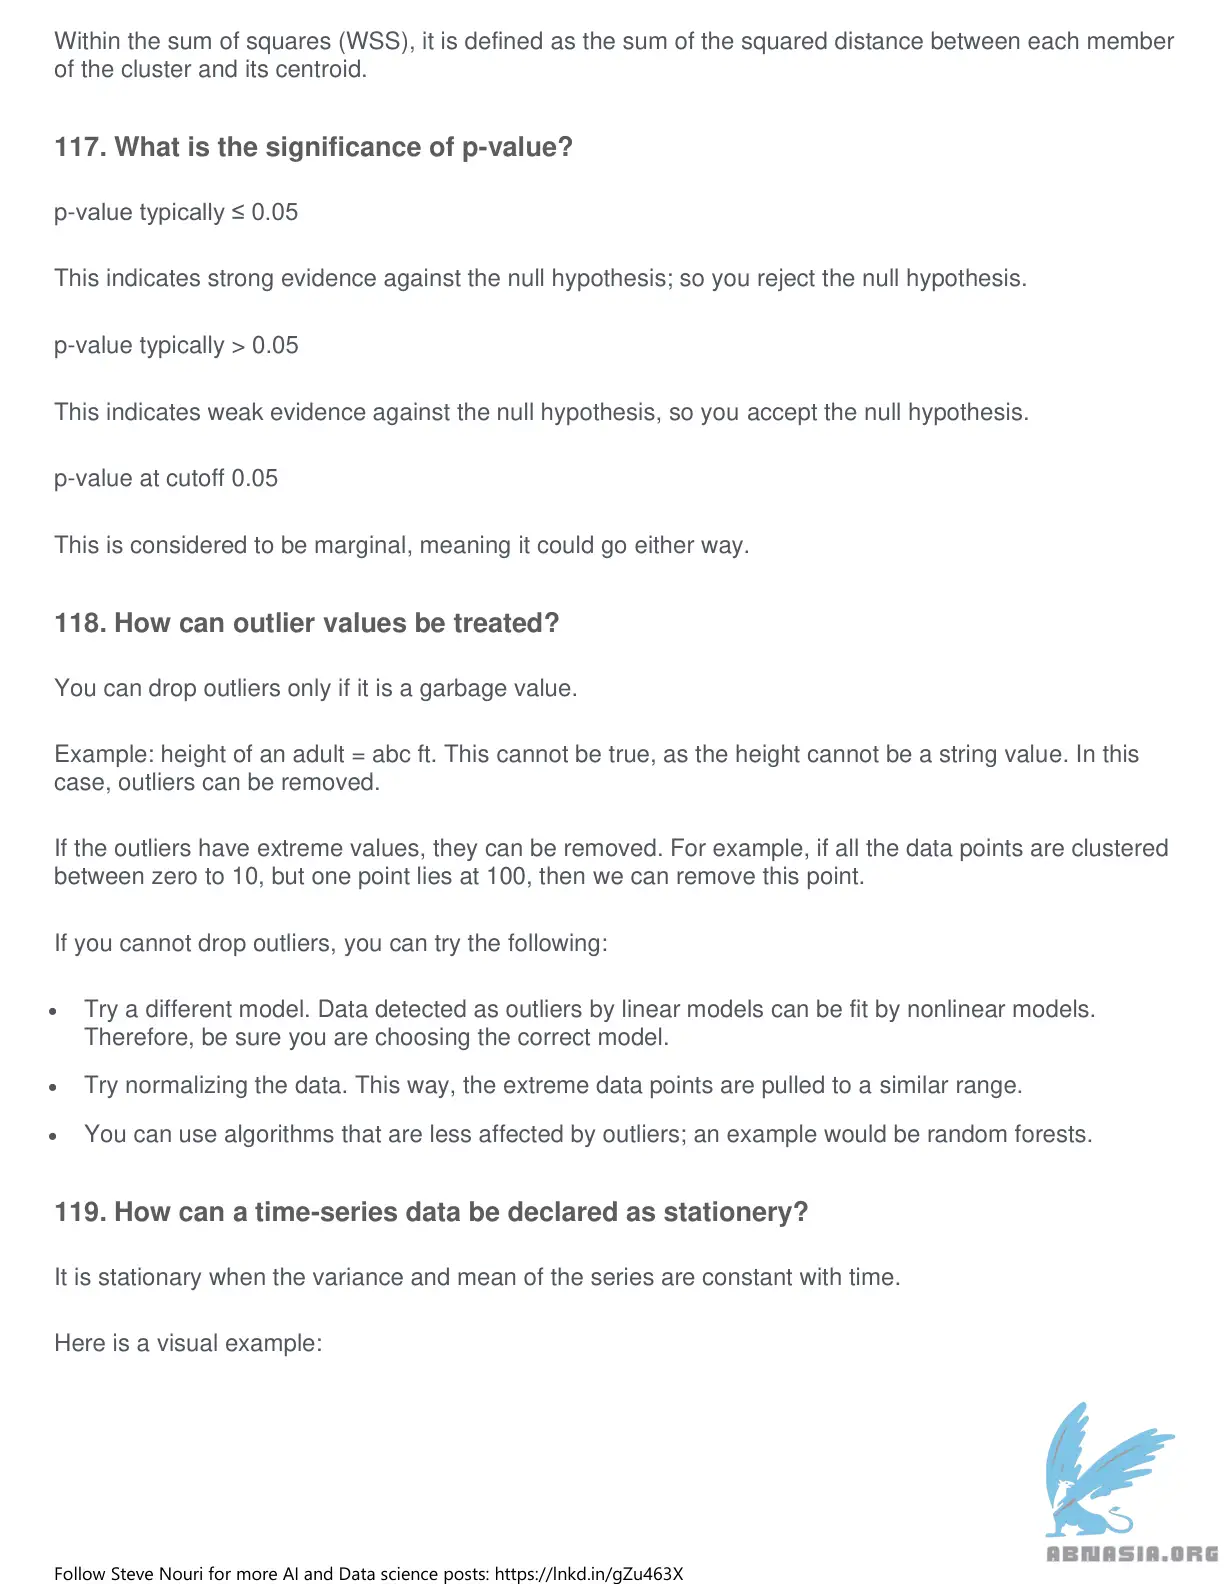 Within the sum of squares (WSS), it is defined as the sum of the squared distance between each member
of the cluster and its centroid.
117. What is the significance of p-value?
p-value typically ≤ 0.05
This indicates strong evidence against the null hypothesis; so you reject the null hypothesis.
p-value typically > 0.05
This indicates weak evidence against the null hypothesis, so you accept the null hypothesis.
p-value at cutoff 0.05
This is considered to be marginal, meaning it could go either way.
118. How can outlier values be treated?
You can drop outliers only if it is a garbage value.
Example: height of an adult = abc ft. This cannot be true, as the height cannot be a string value. In this
case, outliers can be removed.
If the outliers have extreme values, they can be removed. For example, if all the data points are clustered
between zero to 10, but one point lies at 100, then we can remove this point.
If you cannot drop outliers, you can try the following:
• Try a different model. Data detected as outliers by linear models can be fit by nonlinear models.
Therefore, be sure you are choosing the correct model.
• Try normalizing the data. This way, the extreme data points are pulled to a similar range.
• You can use algorithms that are less affected by outliers; an example would be random forests.
119. How can a time-series data be declared as stationery?
It is stationary when the variance and mean of the series are constant with time.
Here is a visual example:
ABNASIA.ORG
Follow Steve Nouri for more AI and Data science posts: https://lnkd.in/gZu463X